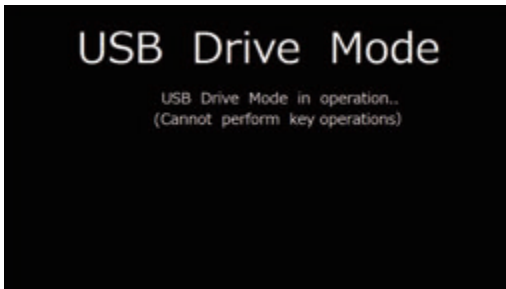 USB Drive Mode
USB Drive Mode in operation..
(Cannot perform key operations)